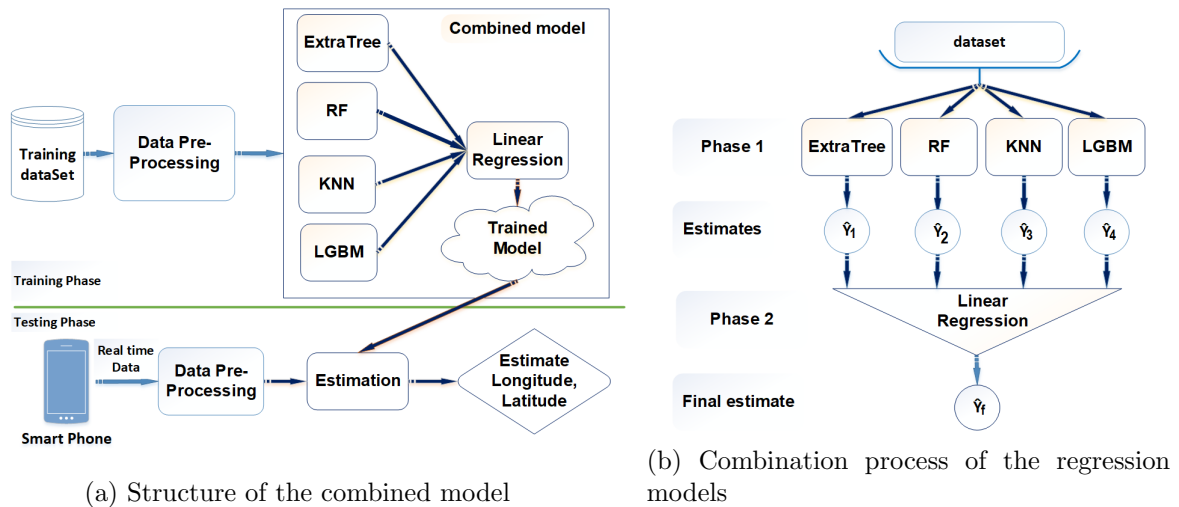 Combined model
ExtraTree
RF
KNN
LGBM
Linear
Regression
Trained
Model
Training
dataSet
Data Pre-
Processing
Training Phase
Testing Phase
Real time
Data
Smart Phone
Data Pre-
Processing
Estimation
Estimate
Longitude,
Latitude
(a) Structure of the combined model
dataset
Phase 1
ExtraTree
RF
KNN
LGBM
Estimates
Ŷ1
Ŷ2
Ŷ3
Ŷ4
Phase 2
Linear
Regression
Final estimate
Ŷf
(b) Combination process of the regression
models